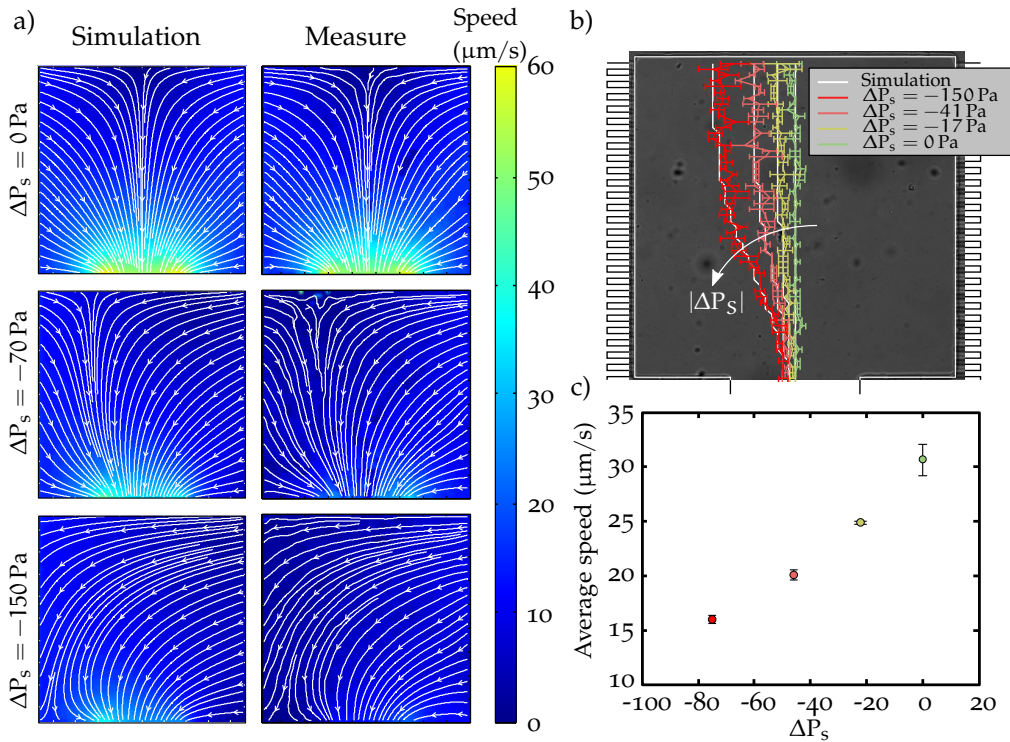 a)
Simulation
Measure
Speed
(μm/s)
ΔPs = 0 Pa
ΔPs = −70 Pa
ΔPs = −150 Pa
60
50
40
30
20
10
0
b)
Simulation
ΔPs = −150 Pa
ΔPs = −41 Pa
ΔPs = −17 Pa
ΔPs = 0 Pa
|ΔPS|
c)
Average speed (μm/s)
35
30
25
20
15
10
-100 -80 -60 -40 -20 0 20
ΔPs